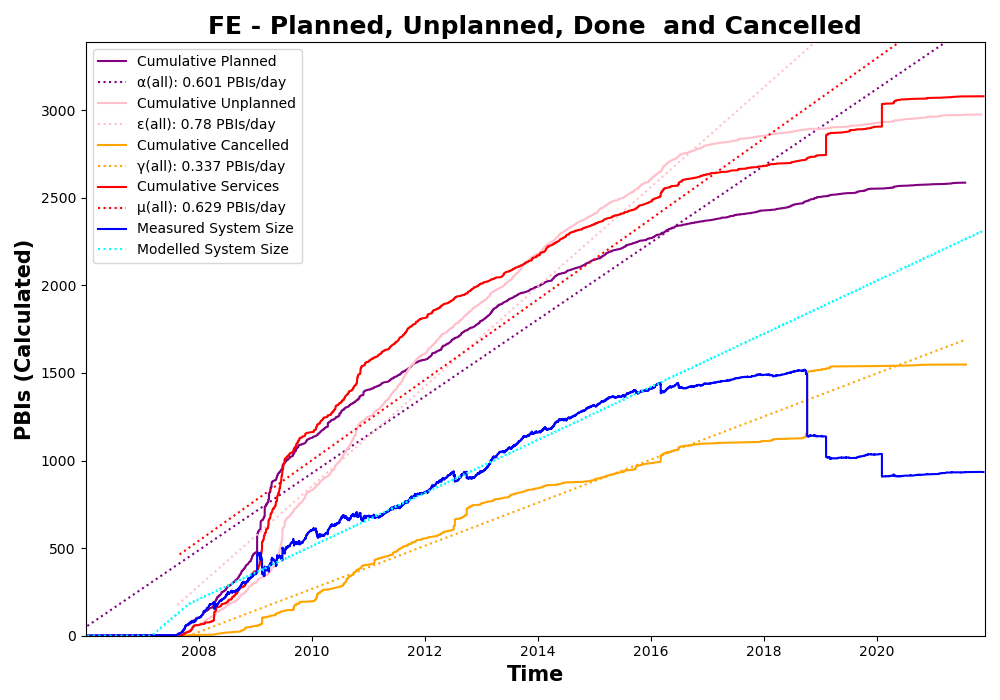 FE - Planned, Unplanned, Done  and Cancelled
Cumulative Planned
α(all): 0.601 PBIs/day
Cumulative Unplanned
ε(all): 0.78 PBIs/day
Cumulative Cancelled
γ(all): 0.337 PBIs/day
Cumulative Services
μ(all): 0.629 PBIs/day
Measured System Size
Modelled System Size
PBIs (Calculated)
3000
2500
2000
1500
1000
500
0
2008 2010 2012 2014 2016 2018 2020
Time